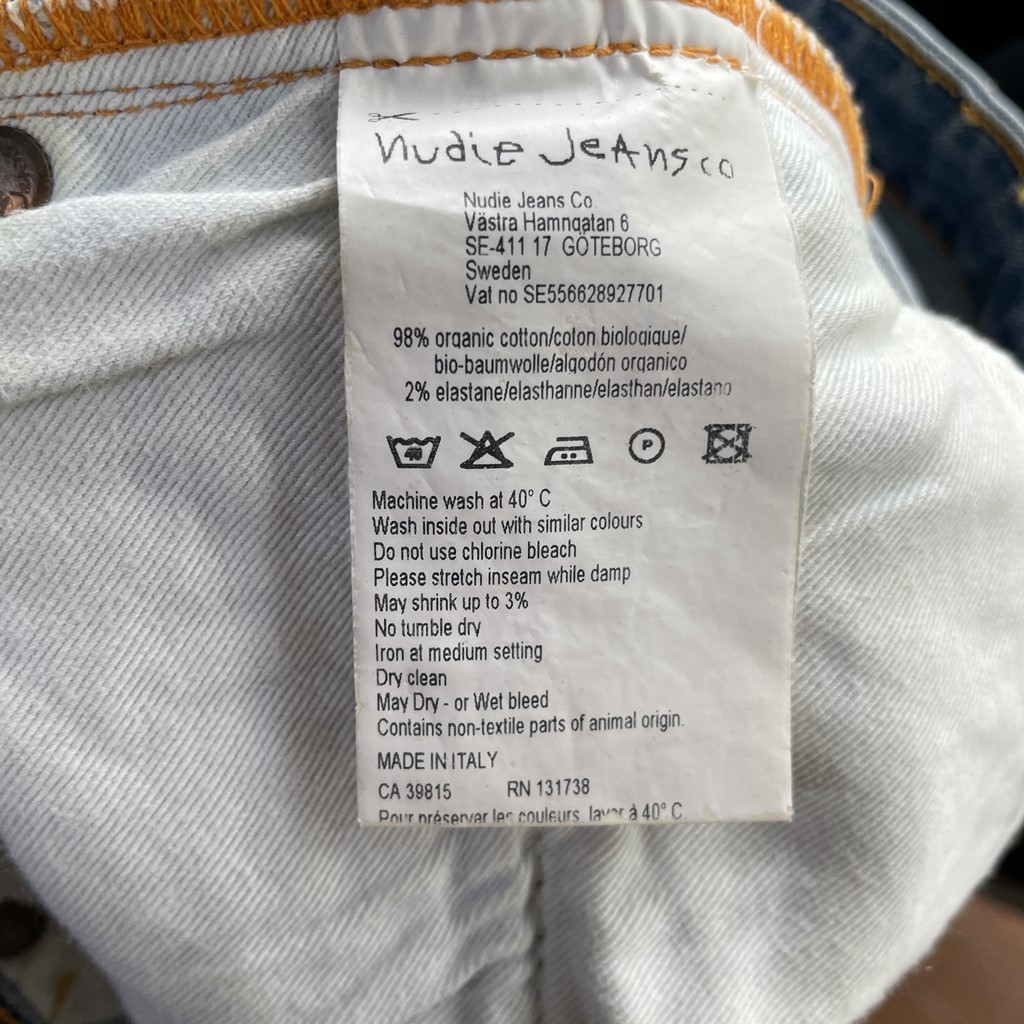 nudie Jeans co
Nudie Jeans Co.
Västra Hamngatan 6
SE-411 17 GÖTEBORG
Sweden
Vat no SE556628927701
98% organic cotton/coton biologique/
bio-baumwolle/algodón organico
2% elastane/elasthanne/elasthan/elastano
40 P
Machine wash at 40° C
Wash inside out with similar colours
Do not use chlorine bleach
Please stretch inseam while damp
May shrink up to 3%
No tumble dry
Iron at medium setting
Dry clean
May Dry - or Wet bleed
Contains non-textile parts of animal origin.
MADE IN ITALY
CA 39815 RN 131738
Pour préserver les couleurs, laver à 40° C